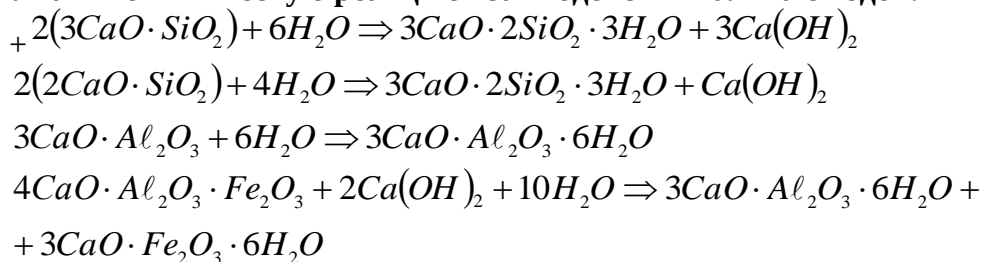 + 2(3CaO·SiO₂)+6H₂O⇒3CaO·2SiO₂·3H₂O+3Ca(OH)₂
2(2CaO·SiO₂)+4H₂O⇒3CaO·2SiO₂·3H₂O+Ca(OH)₂
3CaO·Aℓ₂O₃+6H₂O⇒3CaO·Aℓ₂O₃·6H₂O
4CaO·Aℓ₂O₃·Fe₂O₃+2Ca(OH)₂+10H₂O⇒3CaO·Aℓ₂O₃·6H₂O+
+3CaO·Fe₂O₃·6H₂O